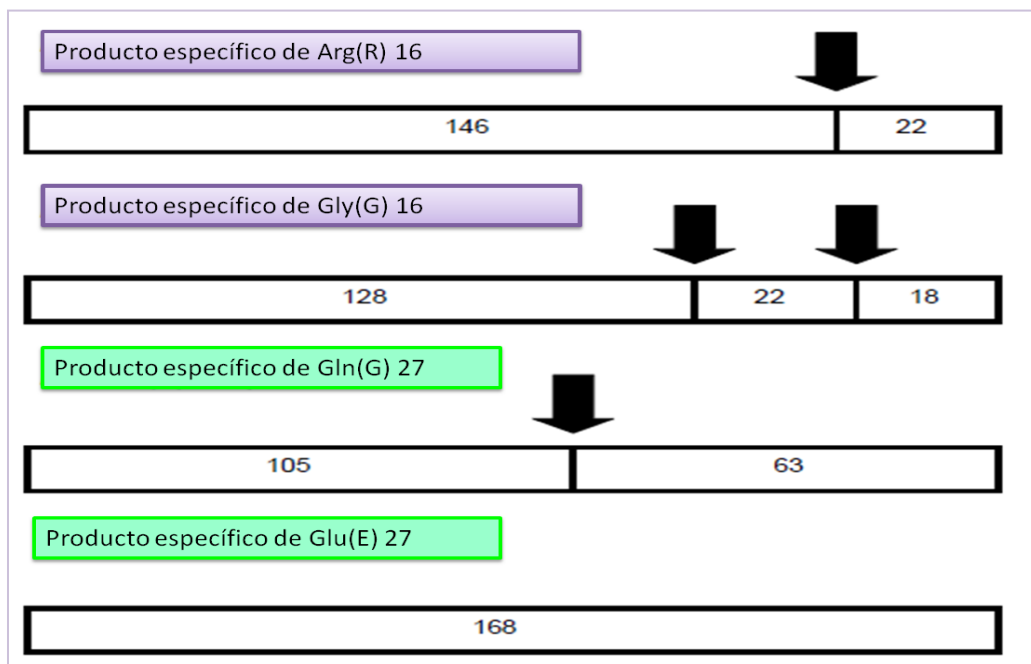 Producto específico de Arg(R) 16
146 22
Producto específico de Gly(G) 16
128 22 18
Producto específico de Gln(G) 27
105 63
Producto específico de Glu(E) 27
168